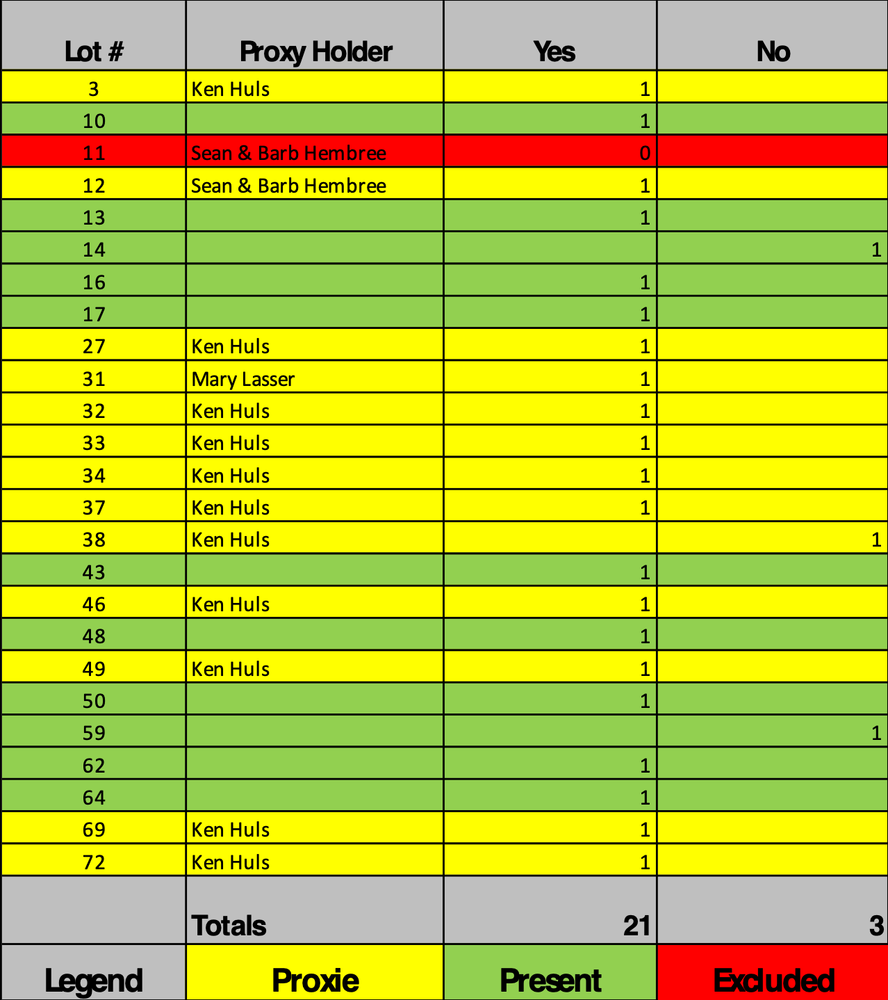 Lot # Proxy Holder Yes No
3 Ken Huls 1
10 1
11 Sean & Barb Hembree 0
12 Sean & Barb Hembree 1
13 1
14 1
16 1
17 1
27 Ken Huls 1
31 Mary Lasser 1
32 Ken Huls 1
33 Ken Huls 1
34 Ken Huls 1
37 Ken Huls 1
38 Ken Huls 1
43 1
46 Ken Huls 1
48 1
49 Ken Huls 1
50 1
59 1
62 1
64 1
69 Ken Huls 1
72 Ken Huls 1
Totals 21 3
Legend Proxie Present Excluded